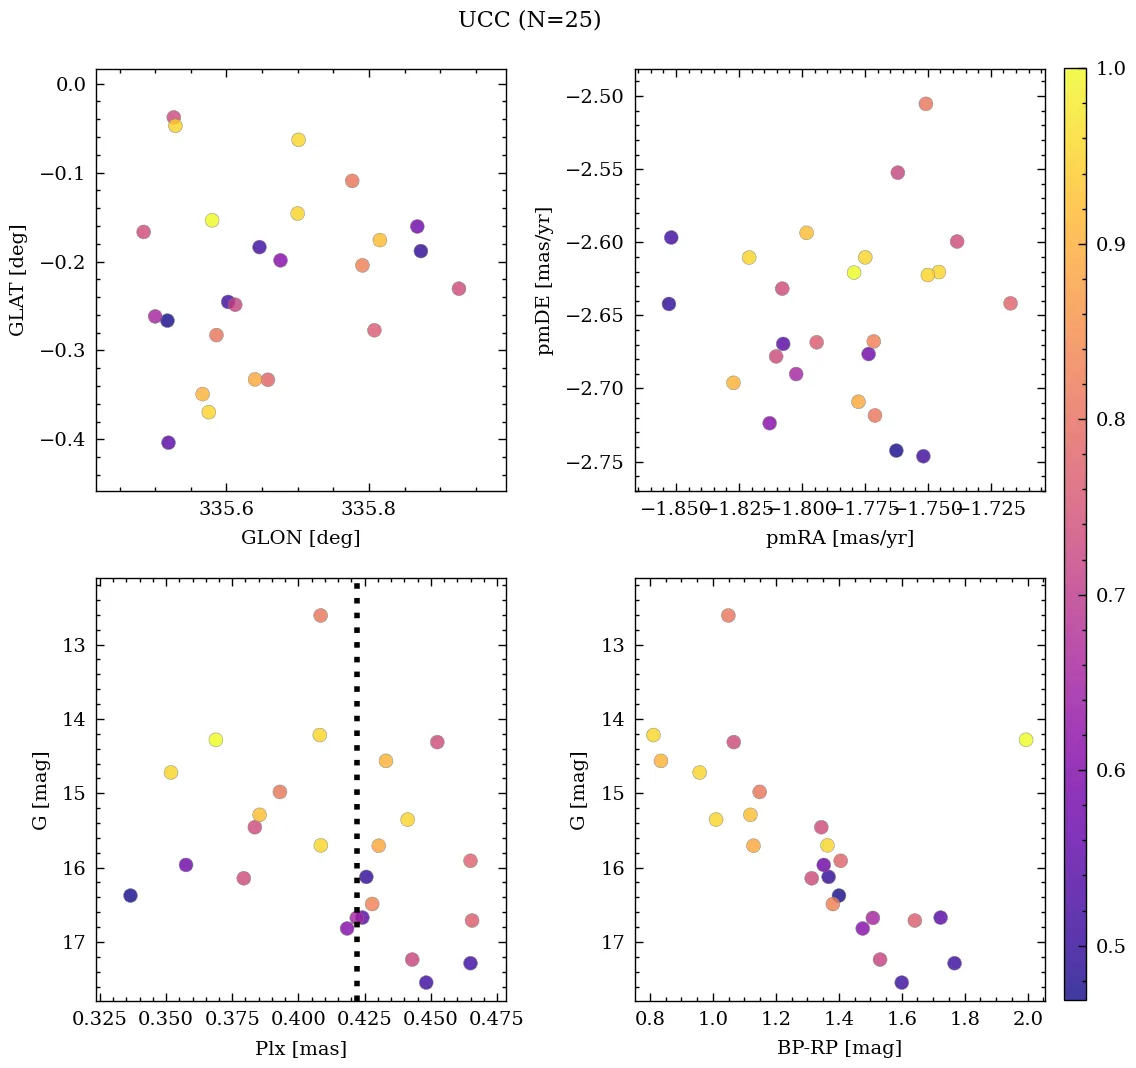 UCC (N=25)
0.0
−0.1
−0.2
−0.3
−0.4
GLAT [deg]
335.6 335.8
GLON [deg]
−2.50
−2.55
−2.60
−2.65
−2.70
−2.75
pmDE [mas/yr]
−1.850 −1.825 −1.800 −1.775 −1.750 −1.725
pmRA [mas/yr]
13
14
15
16
17
G [mag]
0.325 0.350 0.375 0.400 0.425 0.450 0.475
Plx [mas]
13
14
15
16
17
G [mag]
0.8 1.0 1.2 1.4 1.6 1.8 2.0
BP-RP [mag]
1.0
0.9
0.8
0.7
0.6
0.5